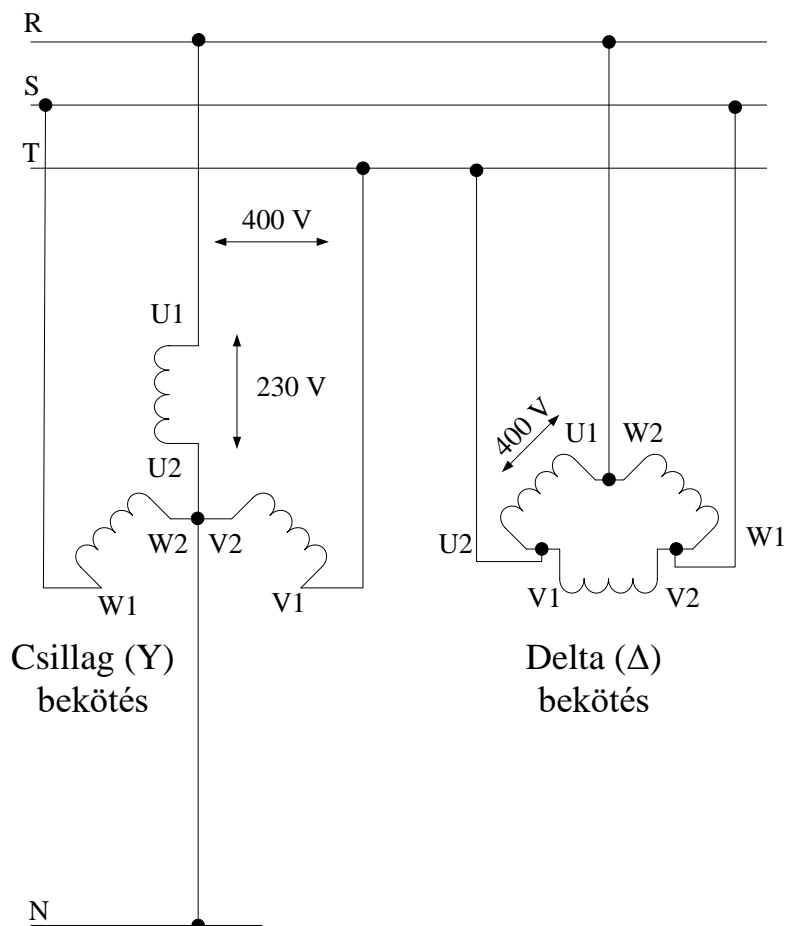 R
S
T
400 V
U1
230 V
U2
W2 V2
W1
V1
Csillag (Y)
bekötés
N
400 V
U1 W2
U2
W1
V1
V2
Delta (Δ)
bekötés